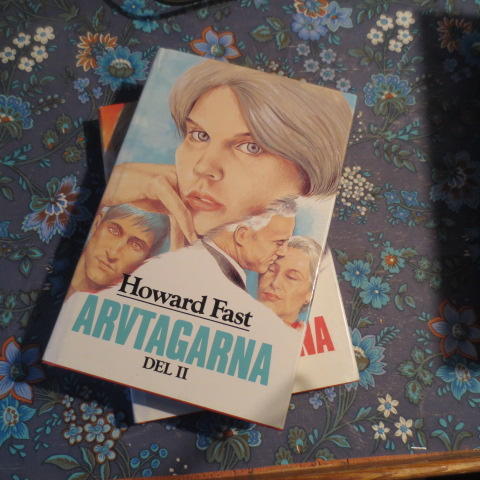 Howard Fast
ARVTAGARNA
DEL II
NA